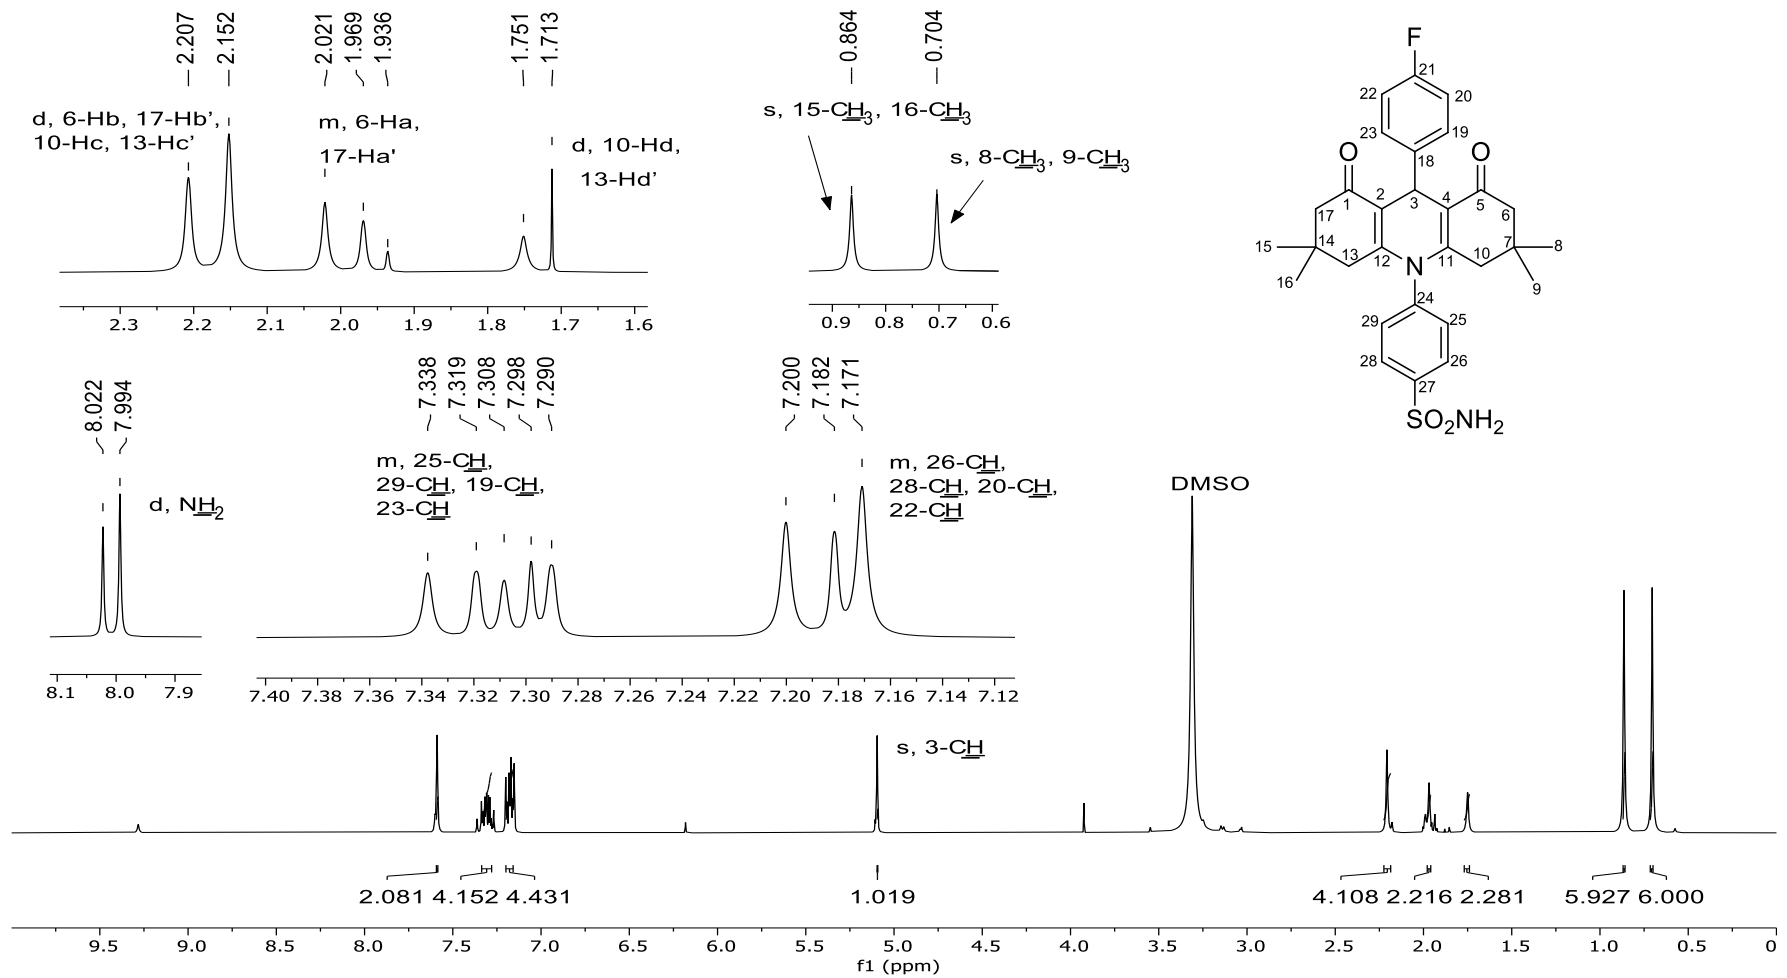 2.207
2.152
2.021
1.969
1.936
1.751
1.713
0.864
0.704
d, 6-Hb, 17-Hb',
10-Hc, 13-Hc'
m, 6-Ha,
17-Ha'
d, 10-Hd,
13-Hd'
s, 15-CH3, 16-CH3
s, 8-CH3, 9-CH3
2.3 2.2 2.1 2.0 1.9 1.8 1.7 1.6
0.9 0.8 0.7 0.6
F
21
22 20
23 19
18
O O
1 2 3 4 5
17 6
15 14 7 8
13 12 11 10
16 N 9
24
29 25
28 26
27
SO2NH2
8.022
7.994
7.338
7.319
7.308
7.298
7.290
7.200
7.182
7.171
d, NH2
m, 25-CH,
29-CH, 19-CH,
23-CH
m, 26-CH,
28-CH, 20-CH,
22-CH
DMSO
8.1 8.0 7.9
7.40 7.36 7.34 7.32 7.30 7.28 7.26 7.24 7.22 7.20 7.18 7.16 7.14 7.12
s, 3-CH
2.081 4.152 4.431 1.019 4.108 2.216 2.281 5.927 6.000
9.5 9.0 8.5 8.0 7.5 7.0 6.5 6.0 5.5 5.0 4.5 4.0 3.5 3.0 2.5 2.0 1.5 1.0 0.5 0
f1 (ppm)